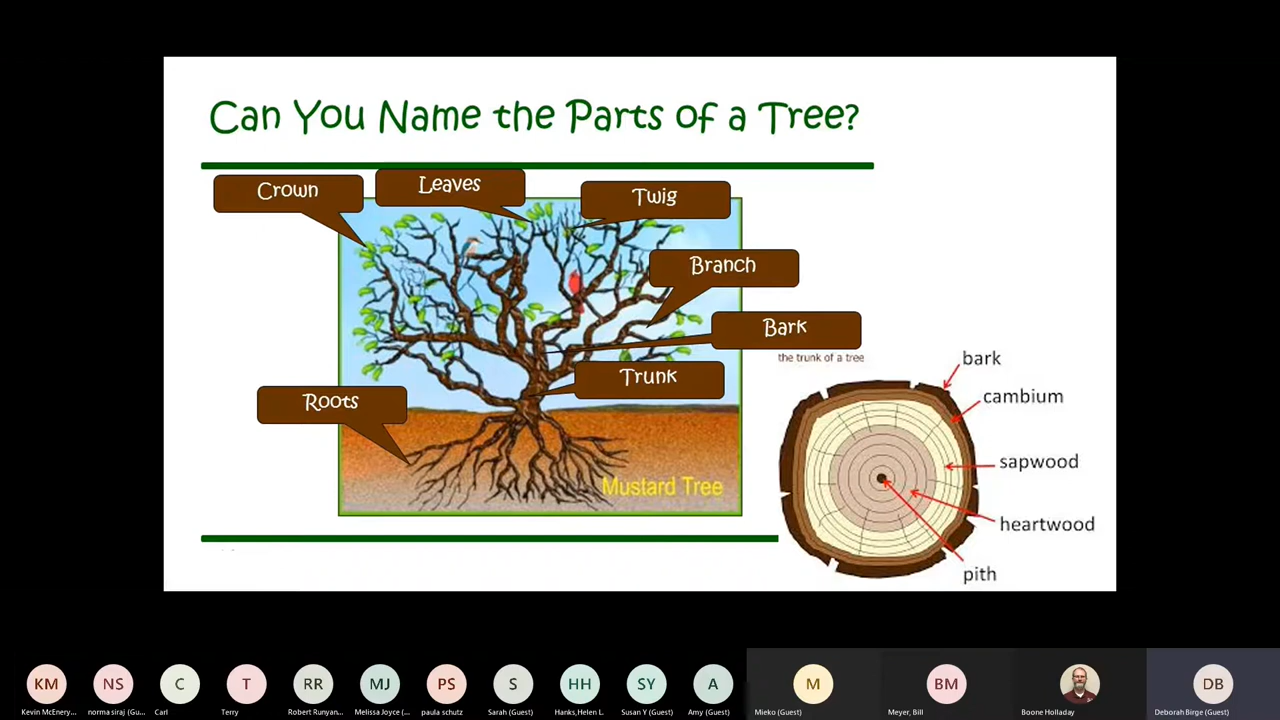 Can You Name the Parts of a Tree?
Crown
Leaves
Twig
Branch
Bark
Trunk
Roots
Mustard Tree
the trunk of a tree
bark
cambium
sapwood
heartwood
pith
KM
NS
C
T
RR
MJ
PS
S
HH
SY
A
M
BM
DB
Kevin McEnery...
norma siraj (Gu...
Carl
Terry
Robert Runyan...
Melissa Joyce (...
paula schutz
Sarah (Guest)
Hanks,Helen L.
Susan Y (Guest)
Amy (Guest)
Mieko (Guest)
Meyer, Bill
Boone Holladay
Deborah Birge (Guest)